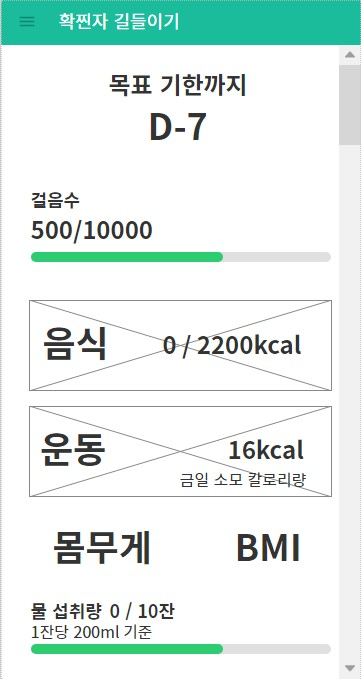 확찐자 길들이기
목표 기한까지
D-7
걸음수
500/10000
음식 0 / 2200kcal
운동 16kcal
금일 소모 칼로리량
몸무게 BMI
물 섭취량 0 / 10잔
1잔당 200ml 기준